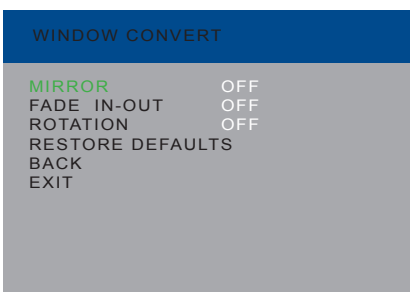 WINDOW CONVERT
MIRROR OFF
FADE IN-OUT OFF
ROTATION OFF
RESTORE DEFAULTS
BACK
EXIT